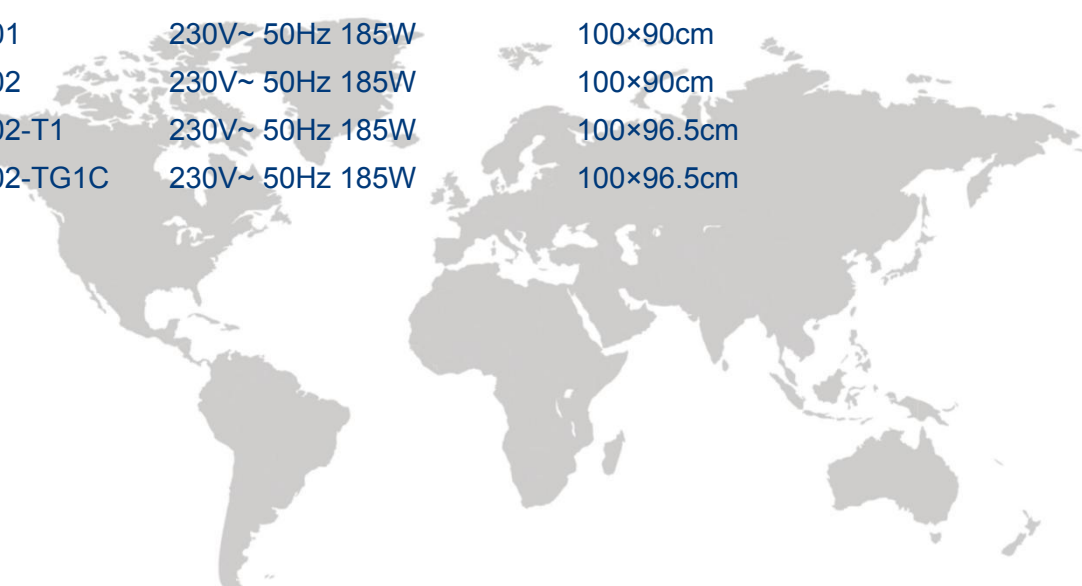 01 230V~ 50Hz 185W 100×90cm
02 230V~ 50Hz 185W 100×90cm
02-T1 230V~ 50Hz 185W 100×96.5cm
02-TG1C 230V~ 50Hz 185W 100×96.5cm